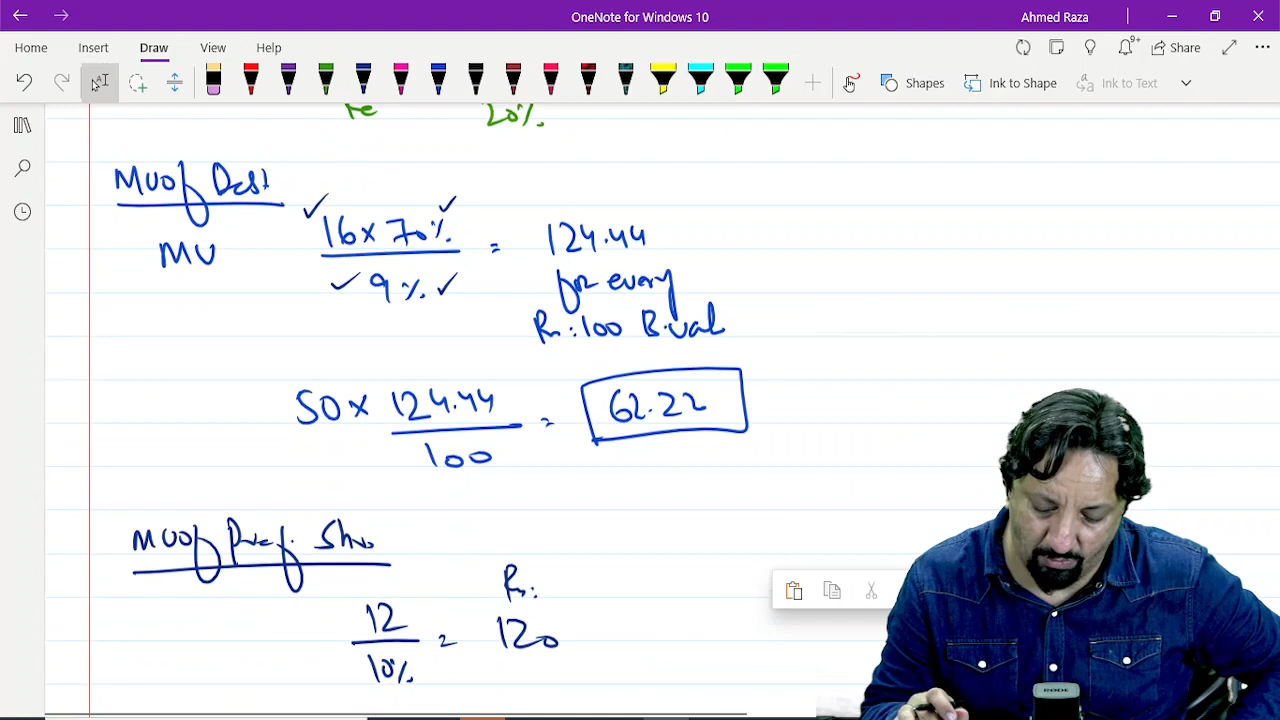 OneNote for Windows 10
Ahmed Raza
Home Insert Draw View Help
9+
Share
Shapes
Ink to Shape
Ink to Text
20%.
MV of Debt
MV 16 x 70% / 9% = 124.44
for every
Rs: 100 B.val
50 x 124.44 / 100 = 62.22
MV of Pref. Shs
Rs:
12 / 10% = 120
RODE